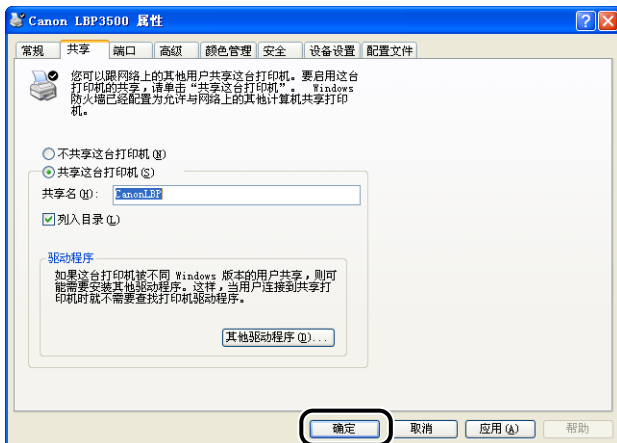 Canon LBP3500 属性
常规 共享 端口 高级 颜色管理 安全 设备设置 配置文件
您可以跟网络上的其他用户共享这台打印机。要启用这台
打印机的共享，请单击“共享这台打印机”。 Windows
防火墙已经配置为允许与网络上的其他计算机共享打印
机。
不共享这台打印机(N)
共享这台打印机(S)
共享名(H): CanonLBP
列入目录(L)
驱动程序
如果这台打印机被不同 Windows 版本的用户共享，则可
能需要安装其他驱动程序。这样，当用户连接到共享打
印机时就不需要查找打印机驱动程序。
其他驱动程序(D)...
确定 取消 应用(A) 帮助